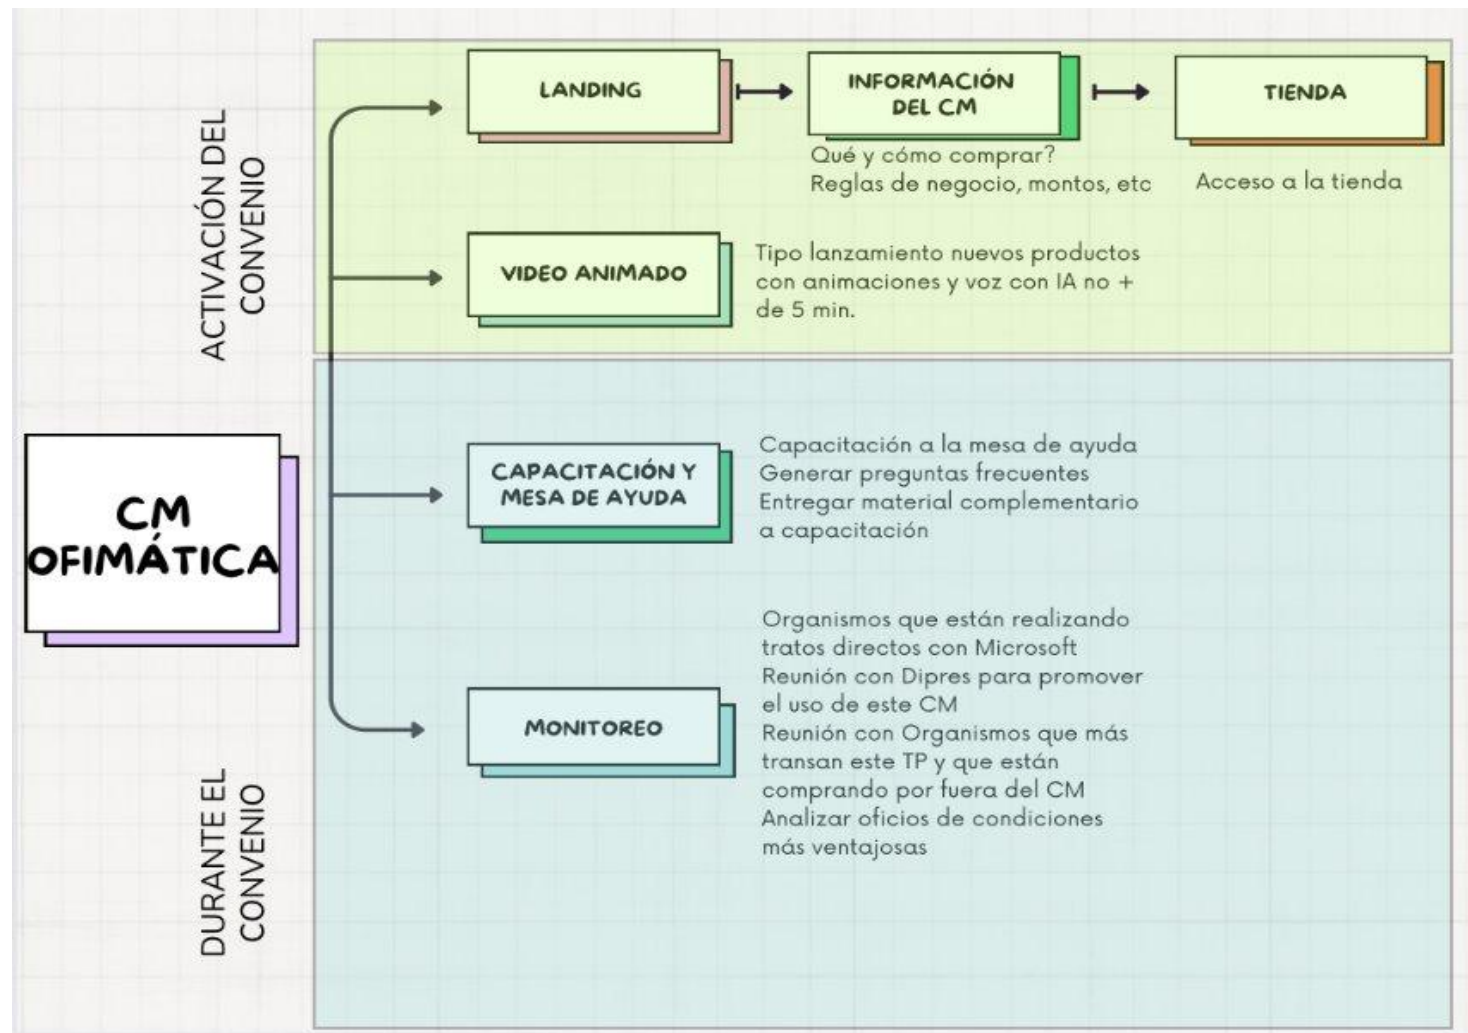 ACTIVACIÓN DEL
CONVENIO
LANDING
INFORMACIÓN
DEL CM
Qué y cómo comprar?
Reglas de negocio, montos, etc
TIENDA
Acceso a la tienda
VIDEO ANIMADO
Tipo lanzamiento nuevos productos
con animaciones y voz con IA no +
de 5 min.
CM
OFIMÁTICA
DURANTE EL
CONVENIO
CAPACITACIÓN Y
MESA DE AYUDA
Capacitación a la mesa de ayuda
Generar preguntas frecuentes
Entregar material complementario
a capacitación
MONITOREO
Organismos que están realizando
tratos directos con Microsoft
Reunión con Dipres para promover
el uso de este CM
Reunión con Organismos que más
transan este TP y que están
comprando por fuera del CM
Analizar oficios de condiciones
más ventajosas